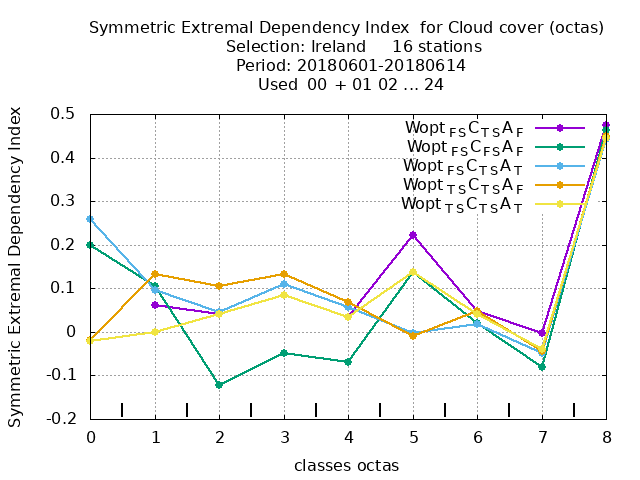 Symmetric Extremal Dependency Index  for Cloud cover (octas)
Selection: Ireland     16 stations
Period: 20180601-20180614
Used  00 + 01 02 ... 24
Symmetric Extremal Dependency Index
0.5
0.4
0.3
0.2
0.1
0
-0.1
-0.2
Wopt FS C TS A F
Wopt FS C FS A F
Wopt FS C TS A T
Wopt TS C TS A F
Wopt TS C TS A T
0 1 2 3 4 5 6 7 8
classes octas